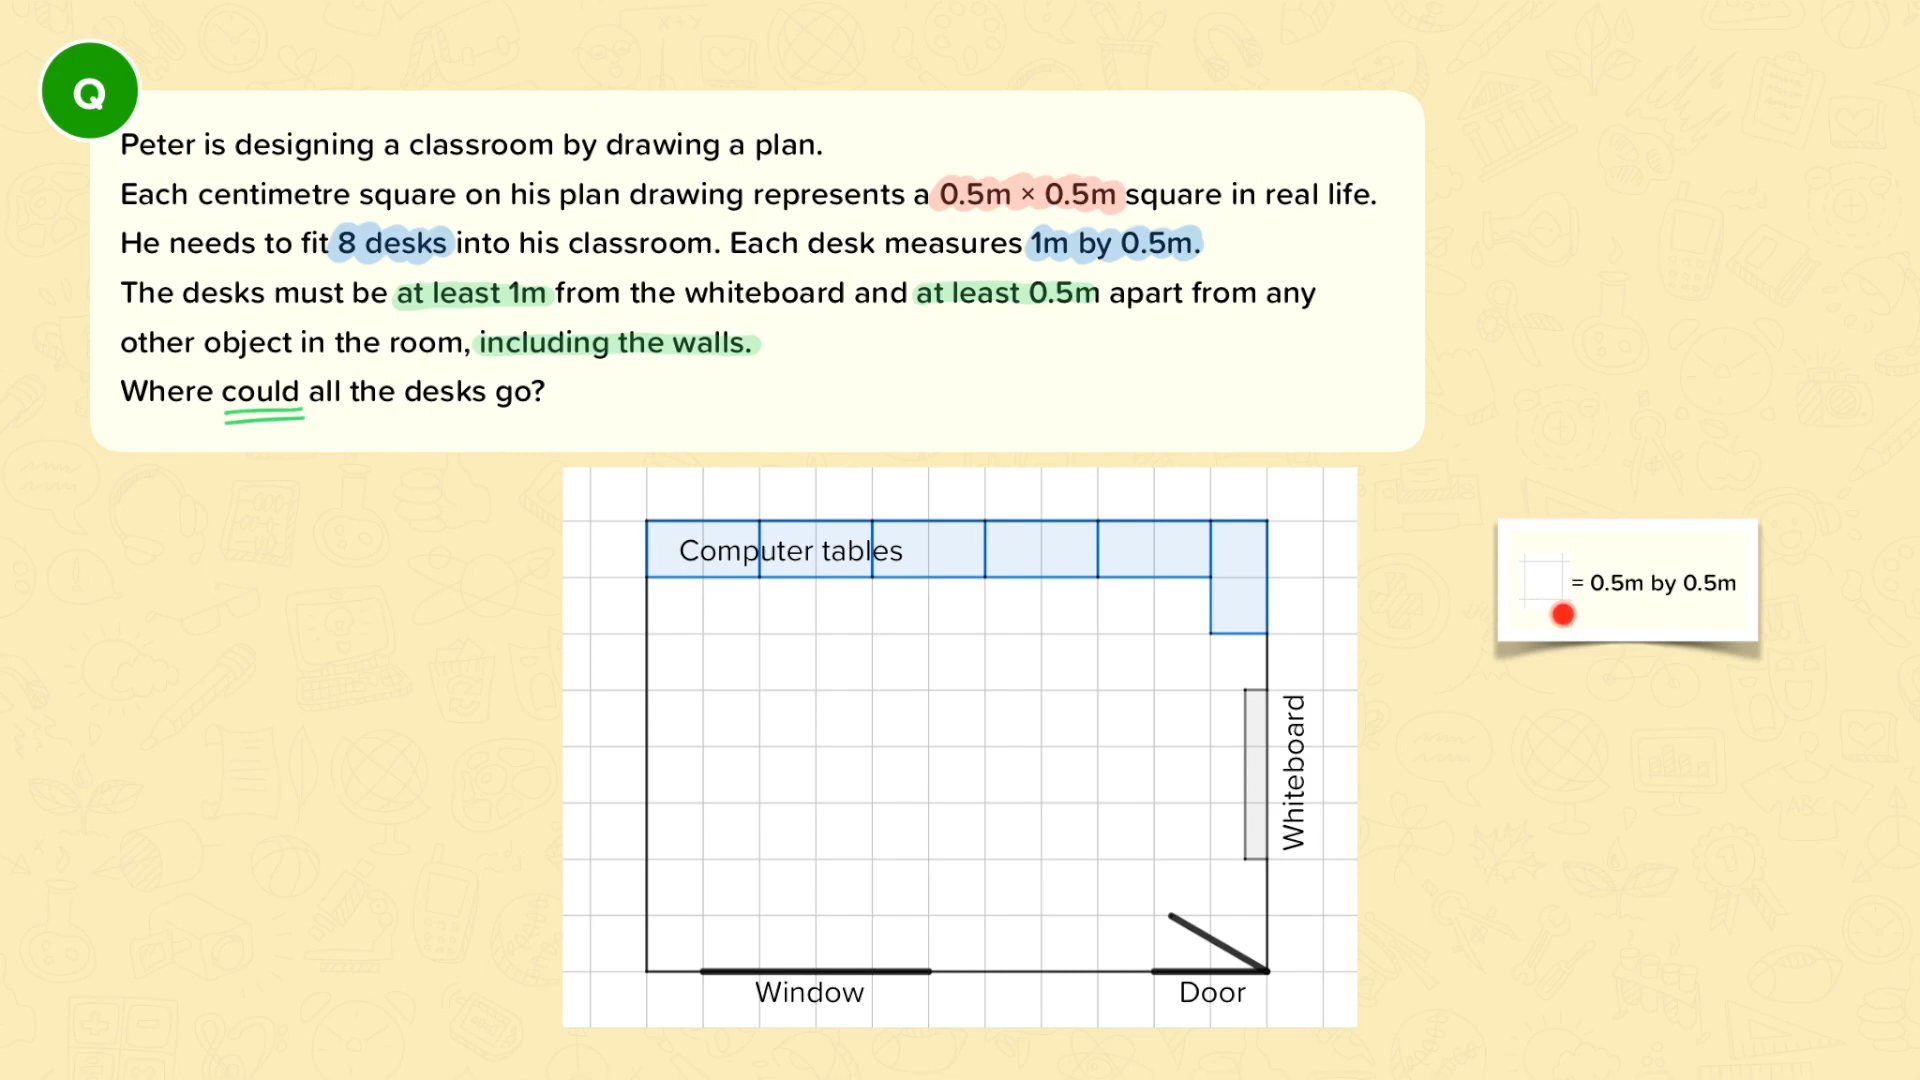 Q
Peter is designing a classroom by drawing a plan.
Each centimetre square on his plan drawing represents a 0.5m × 0.5m square in real life.
He needs to fit 8 desks into his classroom. Each desk measures 1m by 0.5m.
The desks must be at least 1m from the whiteboard and at least 0.5m apart from any
other object in the room, including the walls.
Where could all the desks go?
Computer tables
= 0.5m by 0.5m
Whiteboard
Window
Door